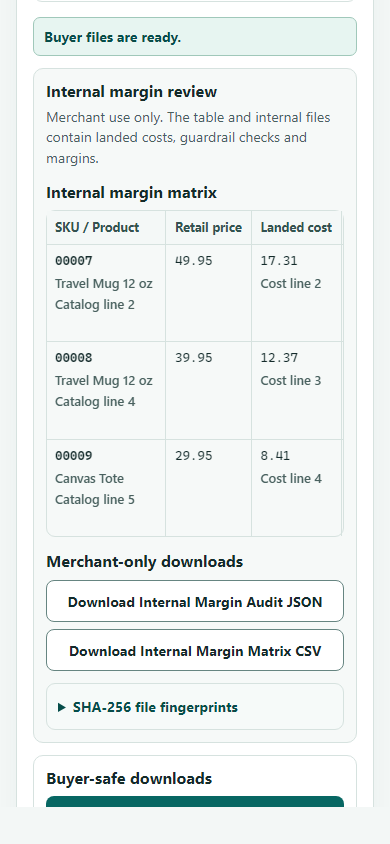 Buyer files are ready.
Internal margin review
Merchant use only. The table and internal files
contain landed costs, guardrail checks and
margins.
Internal margin matrix
SKU / Product Retail price Landed cost
00007 49.95 17.31
Travel Mug 12 oz Cost line 2
Catalog line 2
00008 39.95 12.37
Travel Mug 12 oz Cost line 3
Catalog line 4
00009 29.95 8.41
Canvas Tote Cost line 4
Catalog line 5
Merchant-only downloads
Download Internal Margin Audit JSON
Download Internal Margin Matrix CSV
SHA-256 file fingerprints
Buyer-safe downloads